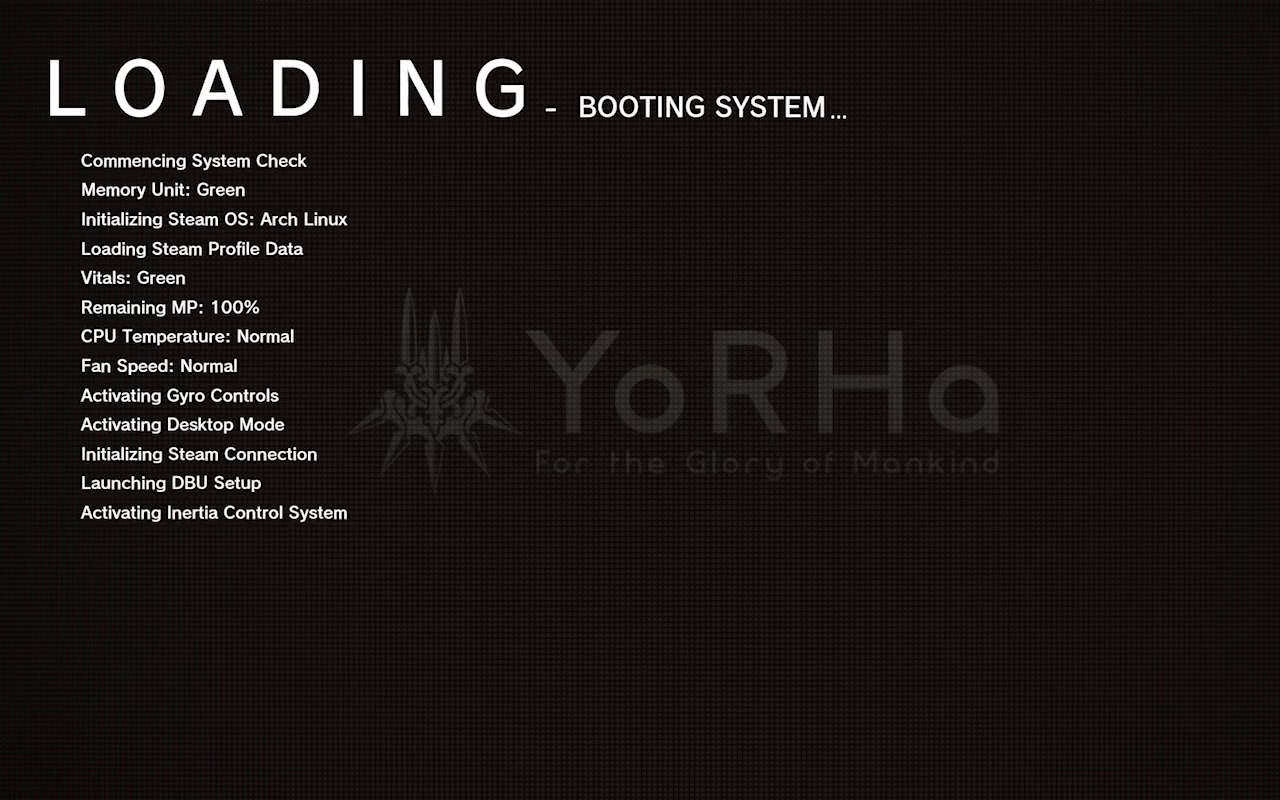 LOADING - BOOTING SYSTEM...
Commencing System Check
Memory Unit: Green
Initializing Steam OS: Arch Linux
Loading Steam Profile Data
Vitals: Green
Remaining MP: 100%
CPU Temperature: Normal
Fan Speed: Normal
Activating Gyro Controls
Activating Desktop Mode
Initializing Steam Connection
Launching DBU Setup
Activating Inertia Control System
YoRHa
For the Glory of Mankind